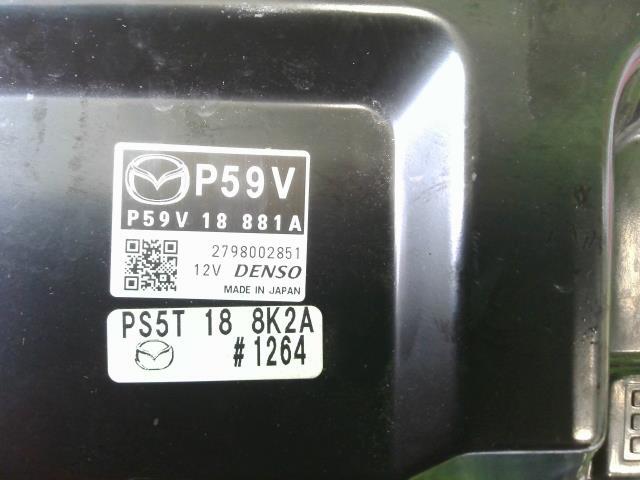 P59V
P59V 18 881A
2798002851
12V DENSO
MADE IN JAPAN
PS5T 18 8K2A
#1264